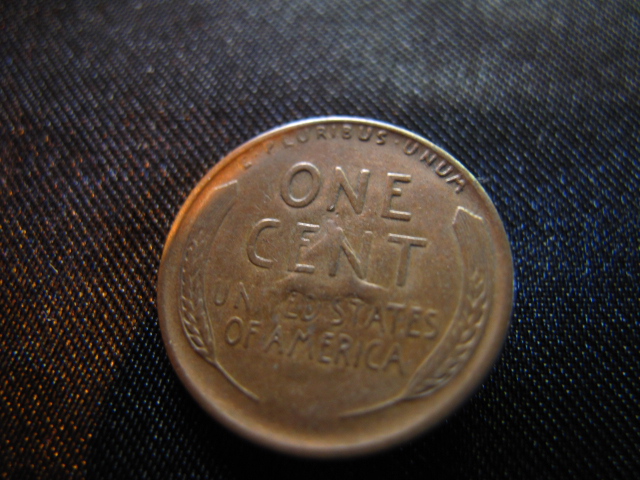 E·PLURIBUS·UNUM
ONE
CENT
UNITED STATES
OF AMERICA